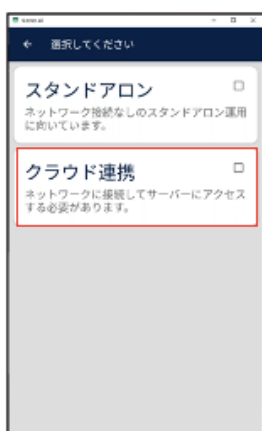 選択してください
スタンドアロン
ネットワーク接続なしのスタンドアロン運用
に向いています。
クラウド連携
ネットワークに接続してサーバーにアクセス
する必要があります。